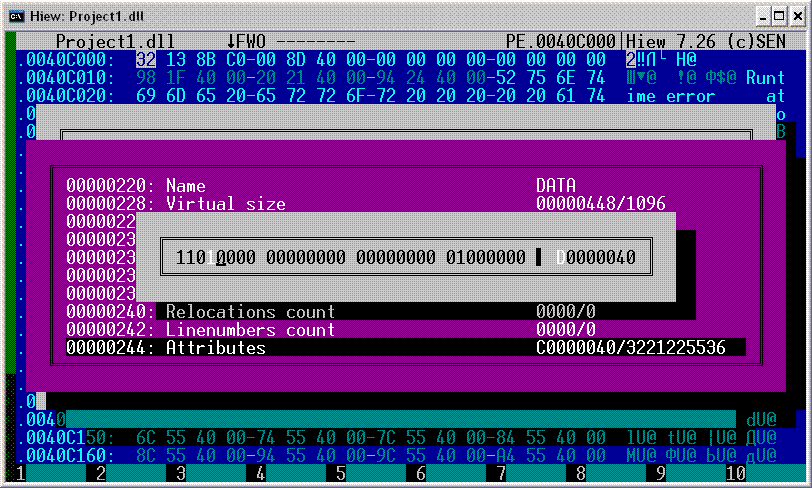 Hiew: Project1.dll
Project1.dll ↓FWO -------- PE.0040C000|Hiew 7.26 (c)SEN
.0040C000: 32 13 8B C0-00 8D 40 00-00 00 00 00-00 00 00 00 2‼Л└ Н@
.0040C010: 98 1F 40 00-20 21 40 00-94 24 40 00-52 75 6E 74 Ш▼@ !@ Ф$@ Runt
.0040C020: 69 6D 65 20-65 72 72 6F-72 20 20 20-20 20 61 74 ime error at
.0 o
.0 B
00000220: Name DATA
00000228: Virtual size 00000448/1096
0000022
0000023
11010000 00000000 00000000 01000000 D0000040
0000023
0000023
0000023
00000240: Relocations count 0000/0
00000242: Linenumbers count 0000/0
00000244: Attributes C0000040/3221225536
.0
.0040 dU@
.0040C150: 6C 55 40 00-74 55 40 00-7C 55 40 00-84 55 40 00 lU@ tU@ |U@ ДU@
.0040C160: 8C 55 40 00-94 55 40 00-9C 55 40 00-A4 55 40 00 МU@ ФU@ ЬU@ дU@
1 2 3 4 5 6 7 8 9 10